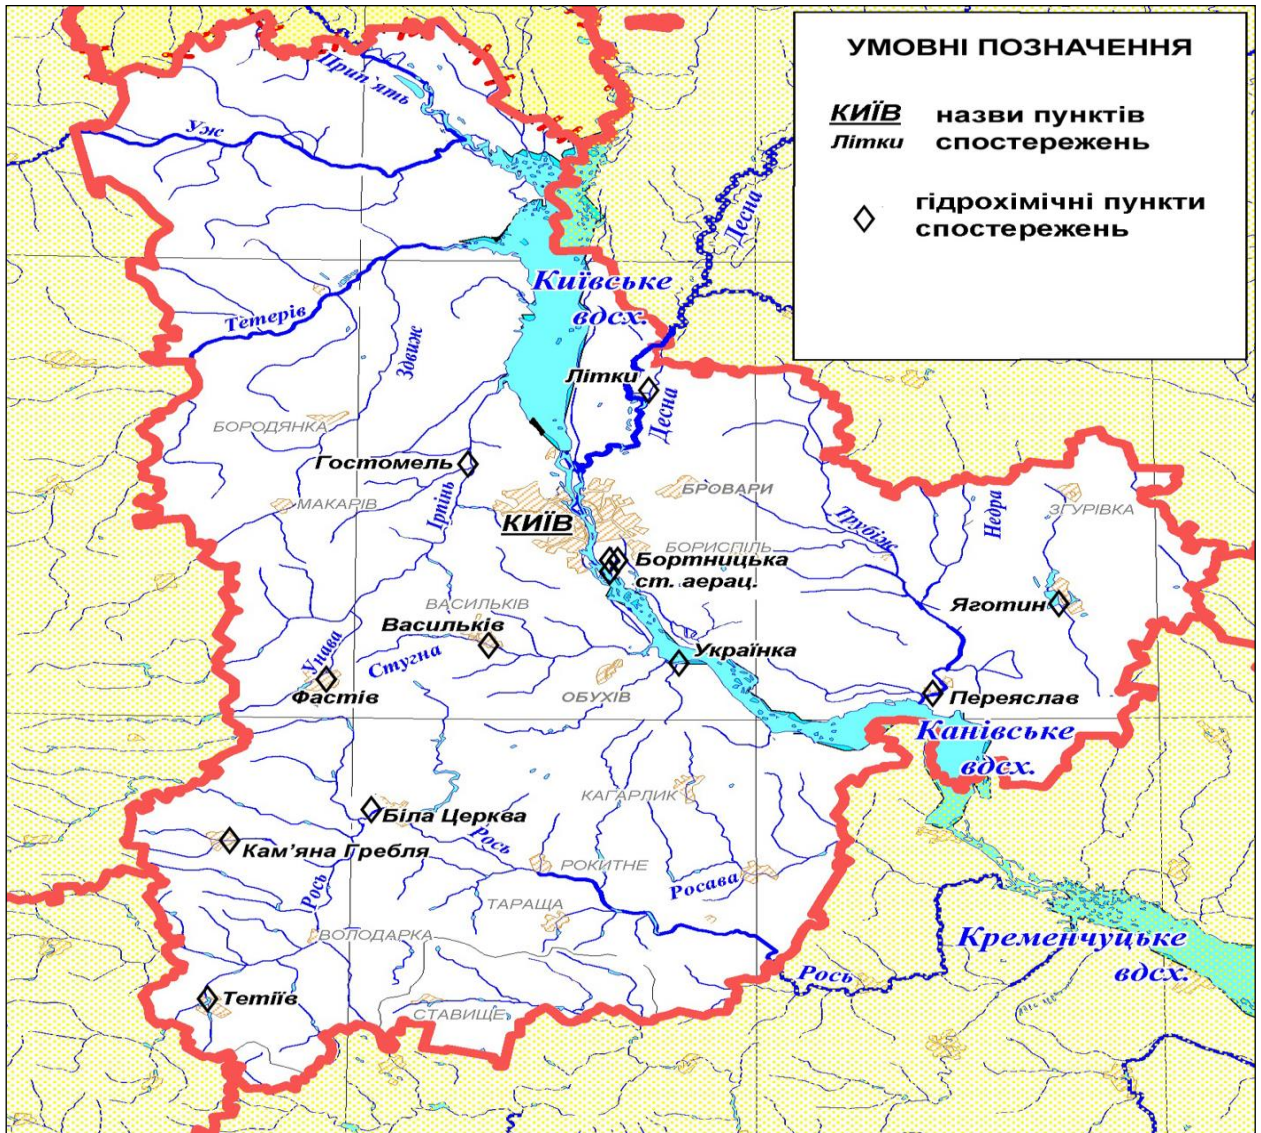 УМОВНІ ПОЗНАЧЕННЯ
КИЇВ
назви пунктів
Літки
спостережень
гідрохімічні пункти
спостережень
Прип`ять
Уж
Десна
Київське
вдсх.
Тетерів
Здвиж
Літки
Десна
БОРОДЯНКА
Гостомель
МАКАРІВ
Ірпінь
КИЇВ
БРОВАРИ
Трубіж
Недра
ЗГУРІВКА
БОРИСПІЛЬ
Бортницька
ст. аерац.
ВАСИЛЬКІВ
Васильків
Яготин
Унава
Стугна
Українка
Фастів
ОБУХІВ
Переяслав
Канівське
вдсх.
КАГАРЛИК
Біла Церква
Рось
Кам’яна Гребля
РОКИТНЕ
Рось
Росава
ТАРАЩА
ВОЛОДАРКА
Кременчуцьке
вдсх.
Рось
Тетіїв
СТАВИЩЕ